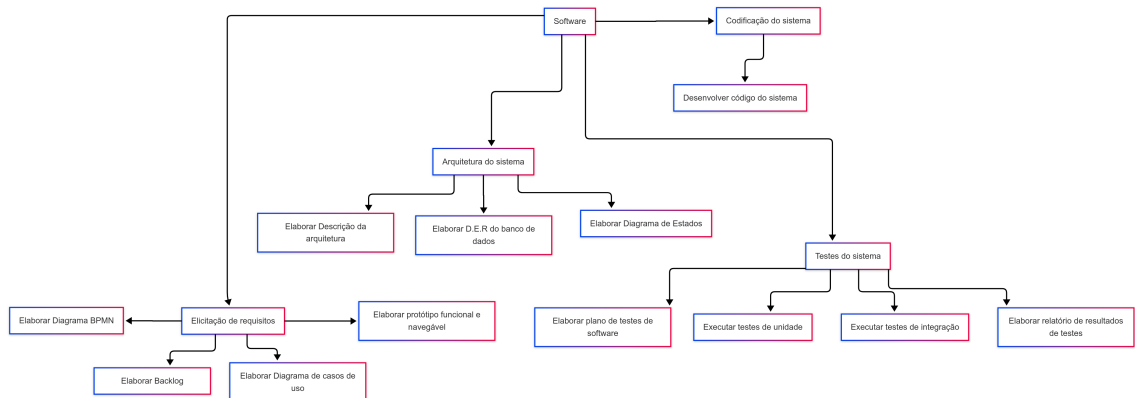 Software
Codificação do sistema
Desenvolver código do sistema
Arquitetura do sistema
Elaborar Descrição da
arquitetura
Elaborar D.E.R do banco de
dados
Elaborar Diagrama de Estados
Testes do sistema
Elaborar plano de testes de
software
Executar testes de unidade
Executar testes de integração
Elaborar relatório de resultados
de testes
Elaborar Diagrama BPMN
Elicitação de requisitos
Elaborar protótipo funcional e
navegável
Elaborar Backlog
Elaborar Diagrama de casos de
uso